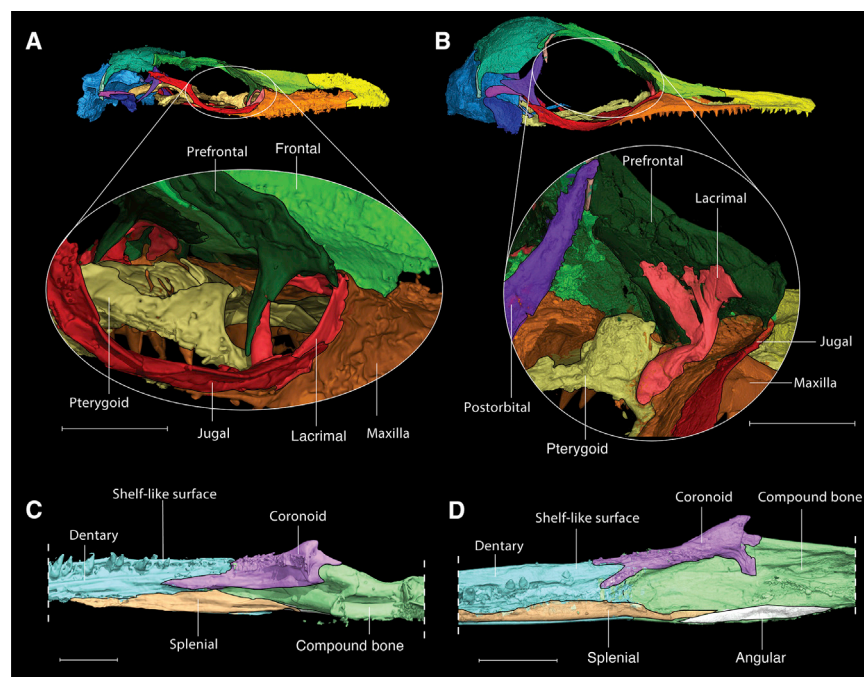 A
B
Prefrontal
Frontal
Pterygoid
Jugal
Lacrimal
Maxilla
Prefrontal
Lacrimal
Jugal
Maxilla
Postorbital
Pterygoid
C
Shelf-like surface
Coronoid
Dentary
Splenial
Compound bone
D
Coronoid
Compound bone
Shelf-like surface
Dentary
Splenial
Angular